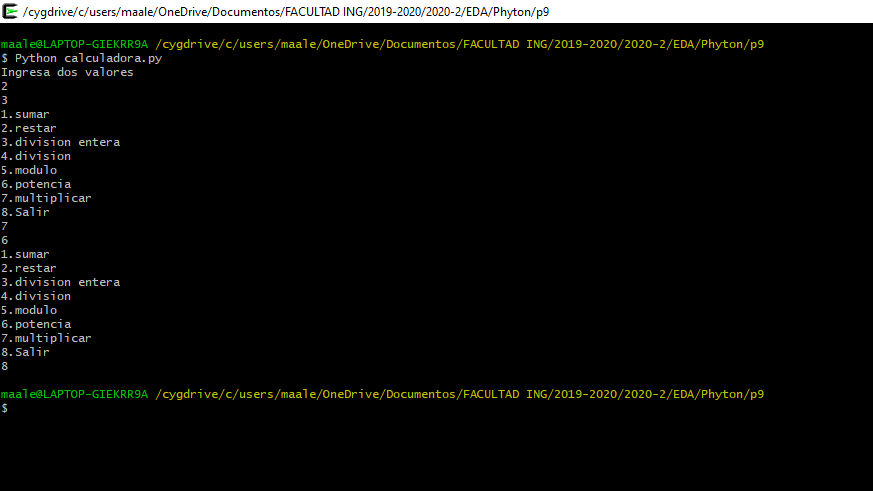 /cygdrive/c/users/maale/OneDrive/Documentos/FACULTAD ING/2019-2020/2020-2/EDA/Phyton/p9
maale@LAPTOP-GIEKRR9A /cygdrive/c/users/maale/OneDrive/Documentos/FACULTAD ING/2019-2020/2020-2/EDA/Phyton/p9
$ Python calculadora.py
Ingresa dos valores
2
3
1.sumar
2.restar
3.division entera
4.division
5.modulo
6.potencia
7.multiplicar
8.Salir
7
6
1.sumar
2.restar
3.division entera
4.division
5.modulo
6.potencia
7.multiplicar
8.Salir
8
maale@LAPTOP-GIEKRR9A /cygdrive/c/users/maale/OneDrive/Documentos/FACULTAD ING/2019-2020/2020-2/EDA/Phyton/p9
$